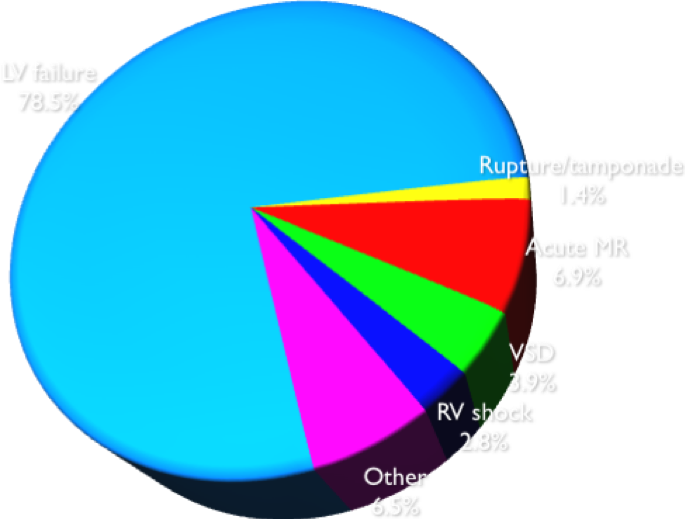 LV failure
78.5%
Rupture/tamponade
1.4%
Acute MR
6.9%
VSD
3.9%
RV shock
2.8%
Other
6.5%